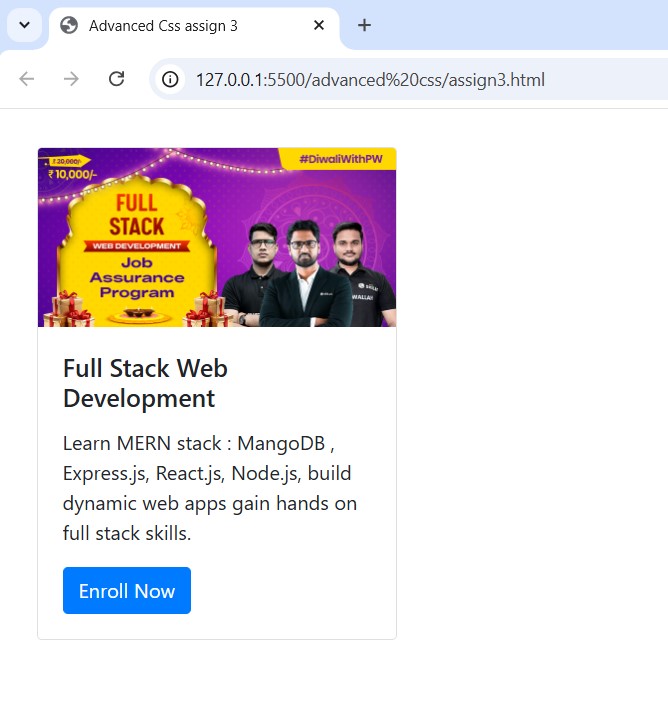 Advanced Css assign 3
127.0.0.1:5500/advanced%20css/assign3.html
₹ 20,000/-
₹ 10,000/-
#DiwaliWithPW
FULL
STACK
WEB DEVELOPMENT
Job
Assurance
Program
WALLAH
Full Stack Web
Development
Learn MERN stack : MangoDB ,
Express.js, React.js, Node.js, build
dynamic web apps gain hands on
full stack skills.
Enroll Now